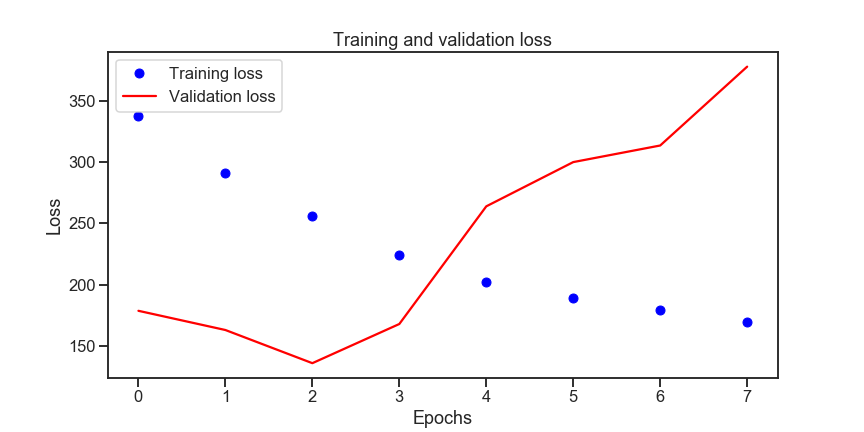 Training and validation loss
Training loss
Validation loss
350
300
250
200
150
Loss
0 1 2 3 4 5 6 7
Epochs